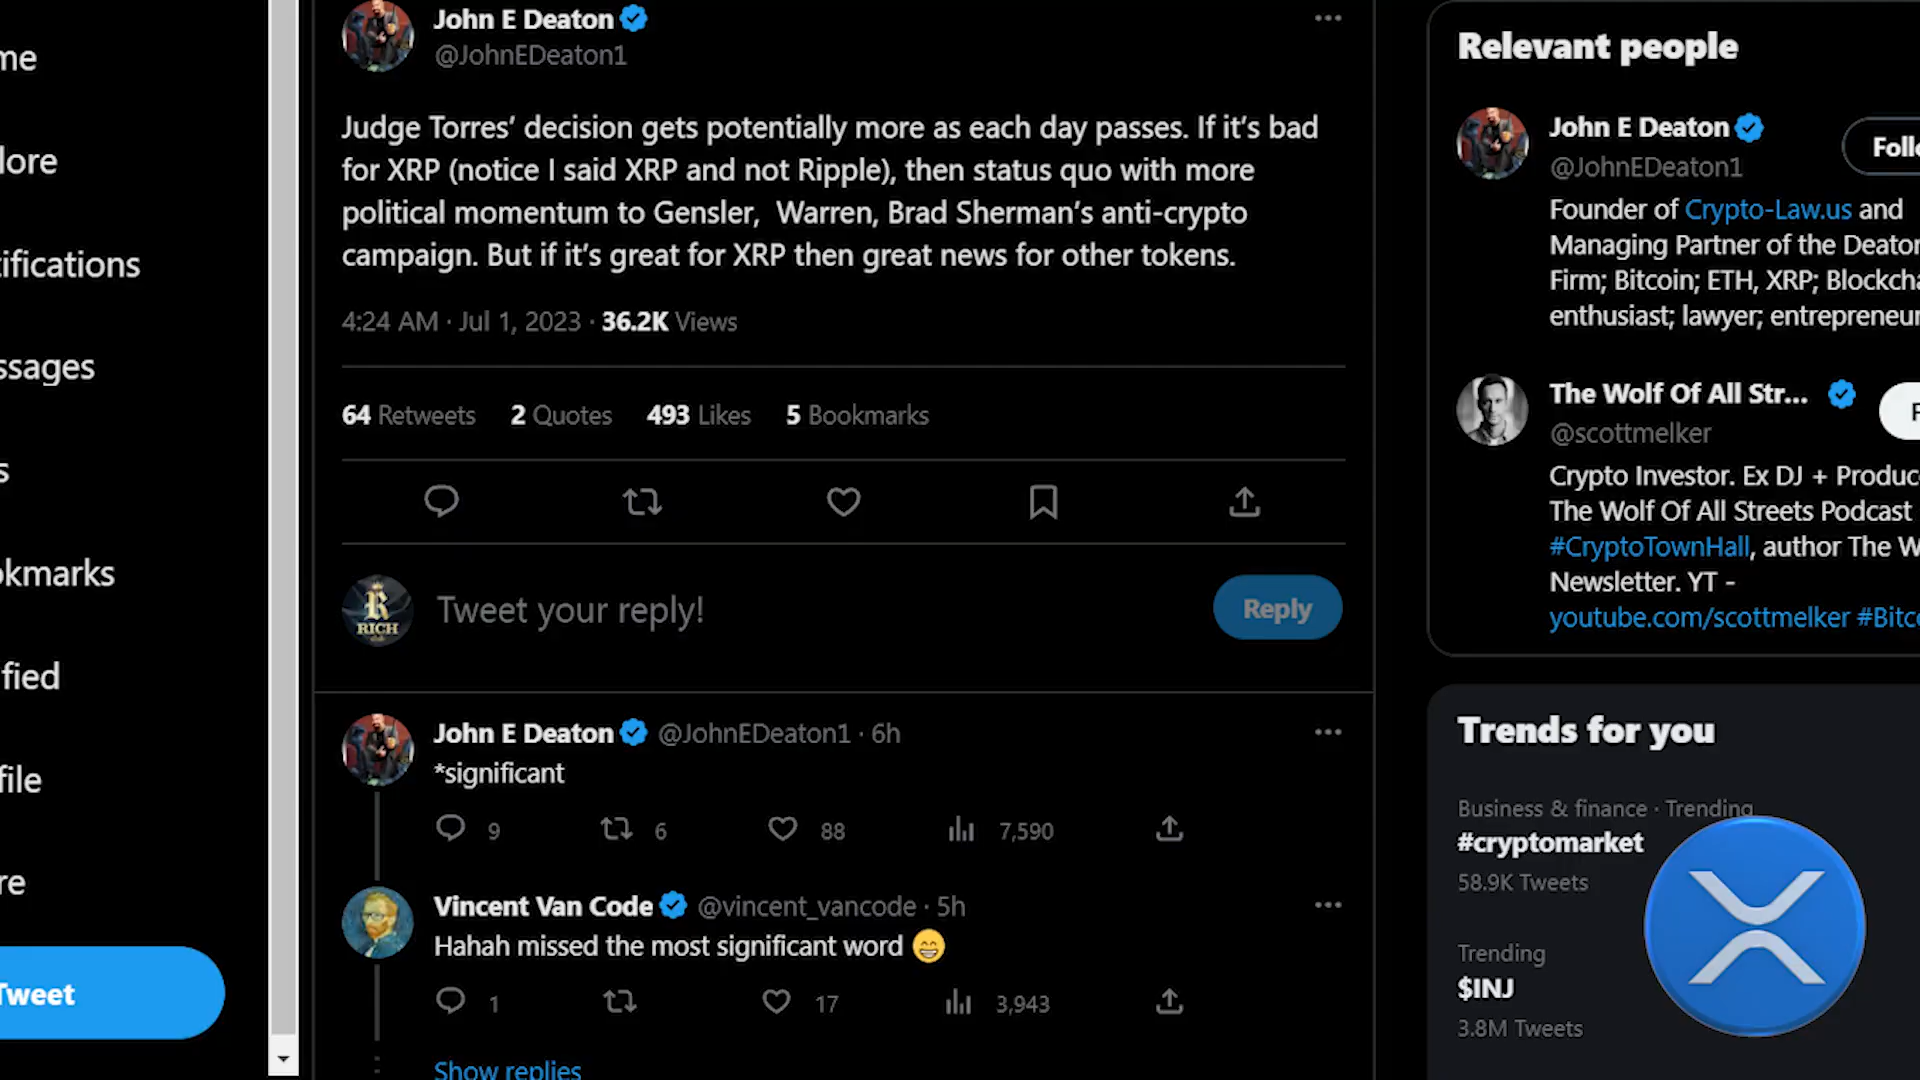 me
lore
ifications
ssages
s
okmarks
fied
file
re
Tweet
John E Deaton
@JohnEDeaton1
Judge Torres’ decision gets potentially more as each day passes. If it’s bad
for XRP (notice I said XRP and not Ripple), then status quo with more
political momentum to Gensler,  Warren, Brad Sherman’s anti-crypto
campaign. But if it’s great for XRP then great news for other tokens.
4:24 AM · Jul 1, 2023 · 36.2K Views
64 Retweets 2 Quotes 493 Likes 5 Bookmarks
R
RICH
club
Tweet your reply!
Reply
John E Deaton @JohnEDeaton1 · 6h
*significant
9 6 88 7,590
Vincent Van Code @vincent_vancode · 5h
Hahah missed the most significant word 😁
1 17 3,943
Show replies
Relevant people
John E Deaton
@JohnEDeaton1
Follo
Founder of Crypto-Law.us and
Managing Partner of the Deaton
Firm; Bitcoin; ETH, XRP; Blockcha
enthusiast; lawyer; entrepreneur
The Wolf Of All Str...
@scottmelker
F
Crypto Investor. Ex DJ + Produc
The Wolf Of All Streets Podcast
#CryptoTownHall, author The W
Newsletter. YT -
youtube.com/scottmelker #Bitco
Trends for you
Business & finance · Trending
#cryptomarket
58.9K Tweets
Trending
$INJ
3.8M Tweets